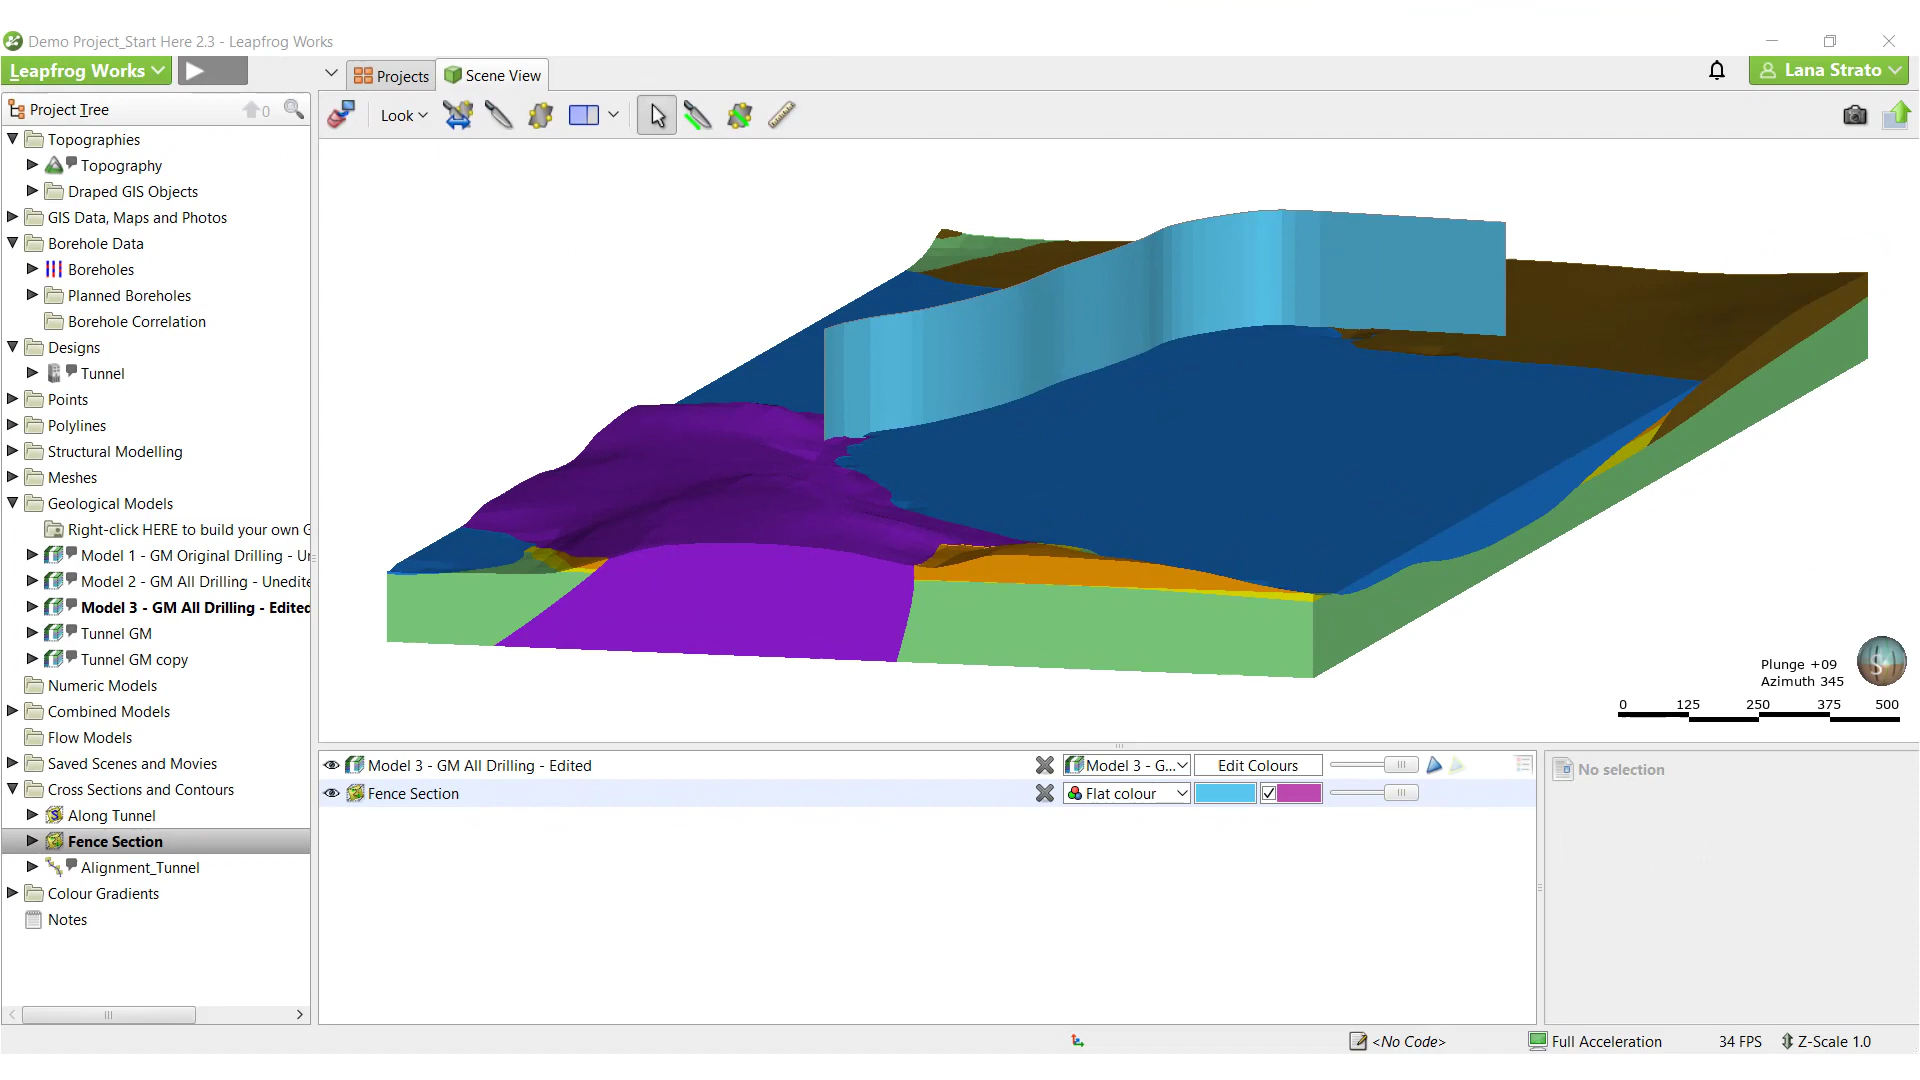 Demo Project_Start Here 2.3 - Leapfrog Works
Leapfrog Works
Projects
Scene View
Lana Strato
Project Tree
0
Look
Topographies
Topography
Draped GIS Objects
GIS Data, Maps and Photos
Borehole Data
Boreholes
Planned Boreholes
Borehole Correlation
Designs
Tunnel
Points
Polylines
Structural Modelling
Meshes
Geological Models
Right-click HERE to build your own G
Model 1 - GM Original Drilling - U
Model 2 - GM All Drilling - Unedite
Model 3 - GM All Drilling - Edited
Tunnel GM
Tunnel GM copy
Numeric Models
Combined Models
Flow Models
Saved Scenes and Movies
Cross Sections and Contours
Along Tunnel
Fence Section
Alignment_Tunnel
Colour Gradients
Notes
Plunge +09
Azimuth 345
0 125 250 375 500
Model 3 - GM All Drilling - Edited
Model 3 - G...
Edit Colours
Fence Section
Flat colour
No selection
<No Code>
Full Acceleration
34 FPS
Z-Scale 1.0